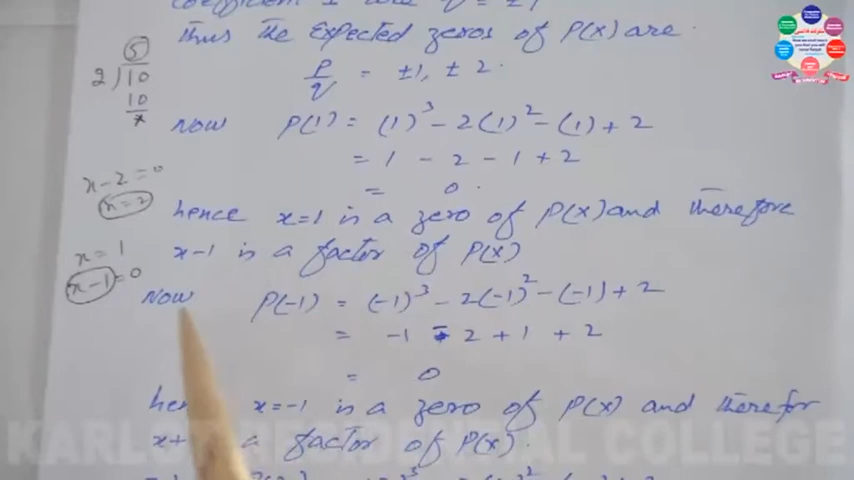 thus the Expected zeros of P(x) are
P/q = ±1, ±2
5
2) 10
10
x
Now P(1) = (1)³ - 2(1)² - (1) + 2
= 1 - 2 - 1 + 2
= 0.
x-2=0
x=2
hence x=1 is a zero of P(x) and therefore
x-1 is a factor of P(x)
x=1
x-1=0
Now P(-1) = (-1)³ - 2(-1)² - (-1) + 2
= -1 - 2 + 1 + 2
= 0
x=-1 is a zero of P(x) and therefor
x+ a factor of P(x).
KARLOT RESIDENTIAL COLLEGE